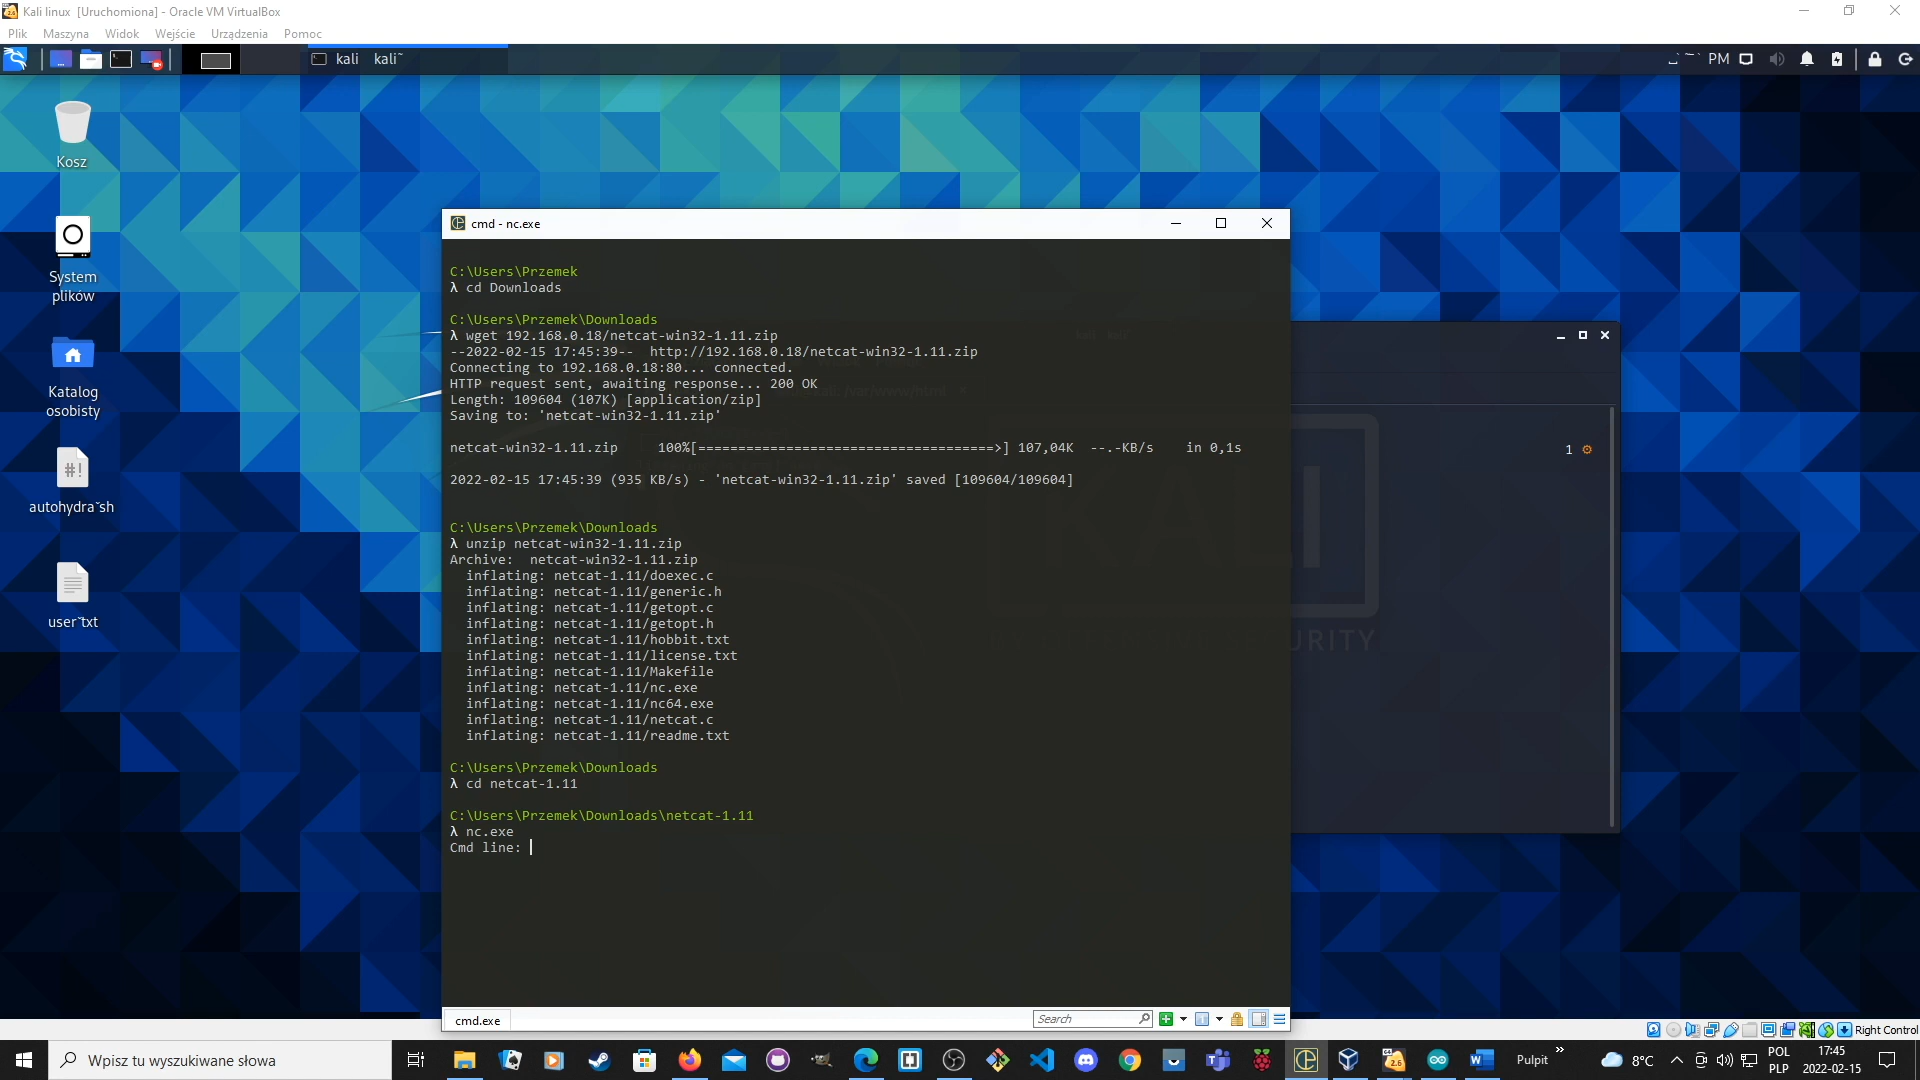 Kali linux  [Uruchomiona] - Oracle VM VirtualBox
Plik Maszyna Widok Wejście Urządzenia Pomoc
kali kali~
PM
Kosz
System
plików
Katalog
osobisty
#!
autohydra~sh
user~txt
cmd - nc.exe
C:\Users\Przemek
λ cd Downloads
C:\Users\Przemek\Downloads
λ wget 192.168.0.18/netcat-win32-1.11.zip
--2022-02-15 17:45:39--  http://192.168.0.18/netcat-win32-1.11.zip
Connecting to 192.168.0.18:80... connected.
HTTP request sent, awaiting response... 200 OK
Length: 109604 (107K) [application/zip]
Saving to: 'netcat-win32-1.11.zip'
netcat-win32-1.11.zip     100%[=====================================>] 107,04K  --.-KB/s    in 0,1s
2022-02-15 17:45:39 (935 KB/s) - 'netcat-win32-1.11.zip' saved [109604/109604]
C:\Users\Przemek\Downloads
λ unzip netcat-win32-1.11.zip
Archive:  netcat-win32-1.11.zip
  inflating: netcat-1.11/doexec.c
  inflating: netcat-1.11/generic.h
  inflating: netcat-1.11/getopt.c
  inflating: netcat-1.11/getopt.h
  inflating: netcat-1.11/hobbit.txt
  inflating: netcat-1.11/license.txt
  inflating: netcat-1.11/Makefile
  inflating: netcat-1.11/nc.exe
  inflating: netcat-1.11/nc64.exe
  inflating: netcat-1.11/netcat.c
  inflating: netcat-1.11/readme.txt
C:\Users\Przemek\Downloads
λ cd netcat-1.11
C:\Users\Przemek\Downloads\netcat-1.11
λ nc.exe
Cmd line:
1
URITY
cmd.exe
Search
Right Control
Wpisz tu wyszukiwane słowa
Pulpit
8°C
POL
PLP
17:45
2022-02-15